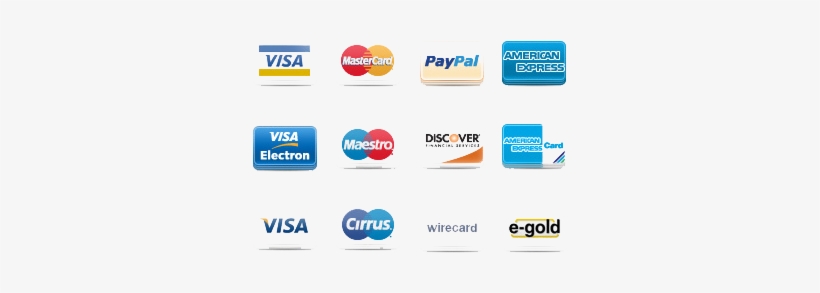 VISA
MasterCard
PayPal
AMERICAN
EXPRESS
VISA
Electron
Maestro
DISCOVER
FINANCIAL SERVICES
AMERICAN
EXPRESS
Card
VISA
Cirrus
wirecard
e-gold